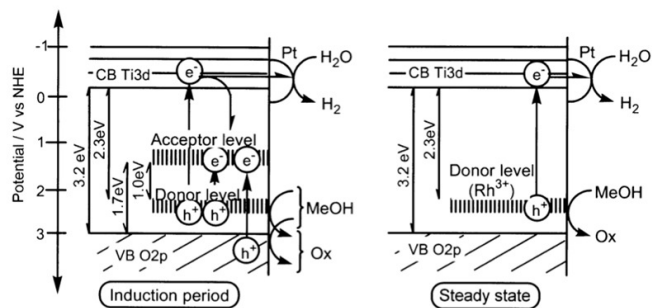 Potential / V vs NHE
-1
0
1
2
3
3.2 eV
2.3eV
1.7eV
1.0eV
CB Ti3d
e-
Pt
H2O
H2
Acceptor level
e-
e-
Donor level
h+
h+
MeOH
VB O2p
h+
Ox
Induction period
3.2 eV
2.3eV
CB Ti3d
e-
Pt
H2O
H2
Donor level
(Rh3+)
h+
MeOH
Ox
VB O2p
Steady state